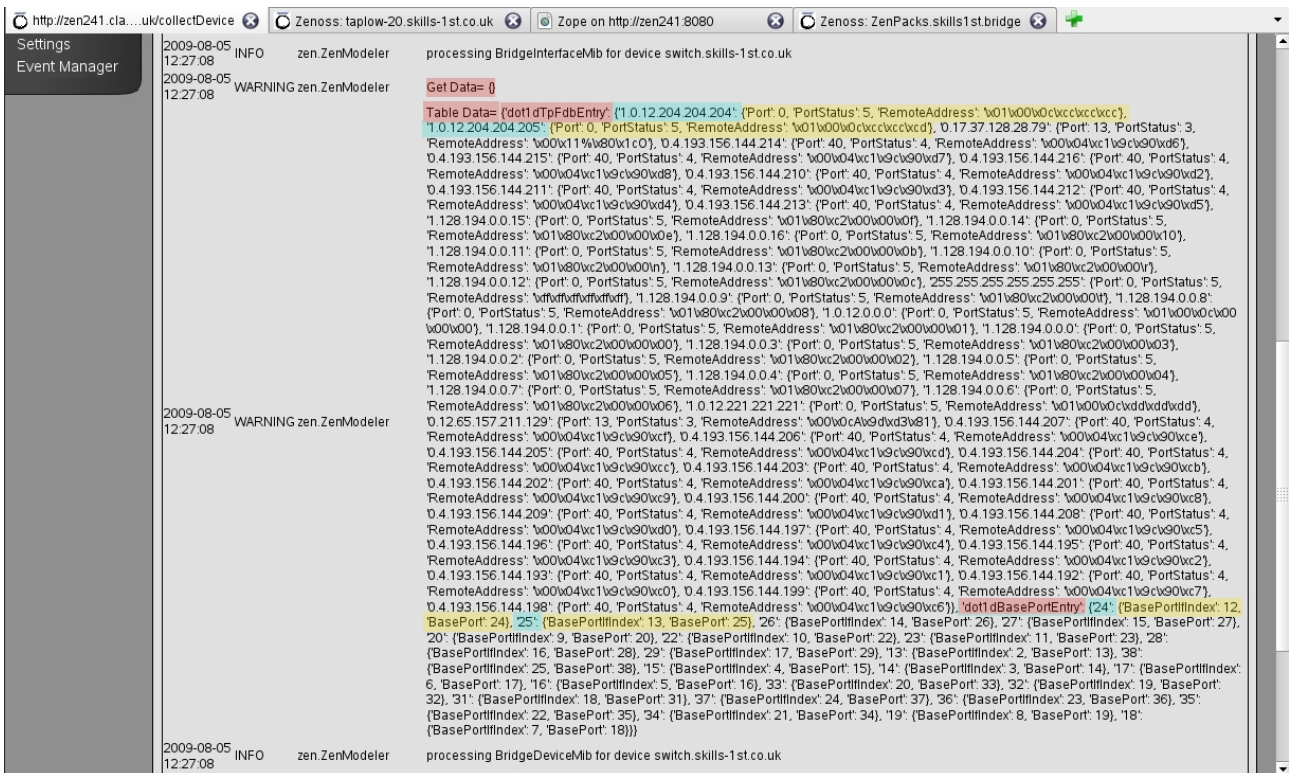 http://zen241.cla....uk/collectDevice
Zenoss: taplow-20.skills-1st.co.uk
Zope on http://zen241:8080
Zenoss: ZenPacks.skills1st.bridge
Settings
Event Manager
2009-08-05 12:27:08 INFO zen.ZenModeler processing BridgeInterfaceMib for device switch.skills-1st.co.uk
2009-08-05 12:27:08 WARNING zen.ZenModeler Get Data= {}
2009-08-05 12:27:08 WARNING zen.ZenModeler
Table Data= {'dot1dTpFdbEntry': {'1.0.12.204.204.204': {'Port': 0, 'PortStatus': 5, 'RemoteAddress': '\x01\x00\x0c\xcc\xcc\xcc'},
'1.0.12.204.204.205': {'Port': 0, 'PortStatus': 5, 'RemoteAddress': '\x01\x00\x0c\xcc\xcc\xcd'}, '0.17.37.128.28.79': {'Port': 13, 'PortStatus': 3,
'RemoteAddress': '\x00\x11%\x80\x1cO'}, '0.4.193.156.144.214': {'Port': 40, 'PortStatus': 4, 'RemoteAddress': '\x00\x04\xc1\x9c\x90\xd6'},
'0.4.193.156.144.215': {'Port': 40, 'PortStatus': 4, 'RemoteAddress': '\x00\x04\xc1\x9c\x90\xd7'}, '0.4.193.156.144.216': {'Port': 40, 'PortStatus': 4,
'RemoteAddress': '\x00\x04\xc1\x9c\x90\xd8'}, '0.4.193.156.144.210': {'Port': 40, 'PortStatus': 4, 'RemoteAddress': '\x00\x04\xc1\x9c\x90\xd2'},
'0.4.193.156.144.211': {'Port': 40, 'PortStatus': 4, 'RemoteAddress': '\x00\x04\xc1\x9c\x90\xd3'}, '0.4.193.156.144.212': {'Port': 40, 'PortStatus': 4,
'RemoteAddress': '\x00\x04\xc1\x9c\x90\xd4'}, '0.4.193.156.144.213': {'Port': 40, 'PortStatus': 4, 'RemoteAddress': '\x00\x04\xc1\x9c\x90\xd5'},
'1.128.194.0.0.15': {'Port': 0, 'PortStatus': 5, 'RemoteAddress': '\x01\x80\xc2\x00\x00\x0f'}, '1.128.194.0.0.14': {'Port': 0, 'PortStatus': 5,
'RemoteAddress': '\x01\x80\xc2\x00\x00\x0e'}, '1.128.194.0.0.16': {'Port': 0, 'PortStatus': 5, 'RemoteAddress': '\x01\x80\xc2\x00\x00\x10'},
'1.128.194.0.0.11': {'Port': 0, 'PortStatus': 5, 'RemoteAddress': '\x01\x80\xc2\x00\x00\x0b'}, '1.128.194.0.0.10': {'Port': 0, 'PortStatus': 5,
'RemoteAddress': '\x01\x80\xc2\x00\x00\n'}, '1.128.194.0.0.13': {'Port': 0, 'PortStatus': 5, 'RemoteAddress': '\x01\x80\xc2\x00\x00\r'},
'1.128.194.0.0.12': {'Port': 0, 'PortStatus': 5, 'RemoteAddress': '\x01\x80\xc2\x00\x00\x0c'}, '255.255.255.255.255.255': {'Port': 0, 'PortStatus': 5,
'RemoteAddress': '\xff\xff\xff\xff\xff\xff'}, '1.128.194.0.0.9': {'Port': 0, 'PortStatus': 5, 'RemoteAddress': '\x01\x80\xc2\x00\x00\t'}, '1.128.194.0.0.8':
{'Port': 0, 'PortStatus': 5, 'RemoteAddress': '\x01\x80\xc2\x00\x00\x08'}, '1.0.12.0.0.0': {'Port': 0, 'PortStatus': 5, 'RemoteAddress': '\x01\x00\x0c\x00
\x00\x00'}, '1.128.194.0.0.1': {'Port': 0, 'PortStatus': 5, 'RemoteAddress': '\x01\x80\xc2\x00\x00\x01'}, '1.128.194.0.0.0': {'Port': 0, 'PortStatus': 5,
'RemoteAddress': '\x01\x80\xc2\x00\x00\x00'}, '1.128.194.0.0.3': {'Port': 0, 'PortStatus': 5, 'RemoteAddress': '\x01\x80\xc2\x00\x00\x03'},
'1.128.194.0.0.2': {'Port': 0, 'PortStatus': 5, 'RemoteAddress': '\x01\x80\xc2\x00\x00\x02'}, '1.128.194.0.0.5': {'Port': 0, 'PortStatus': 5,
'RemoteAddress': '\x01\x80\xc2\x00\x00\x05'}, '1.128.194.0.0.4': {'Port': 0, 'PortStatus': 5, 'RemoteAddress': '\x01\x80\xc2\x00\x00\x04'},
'1.128.194.0.0.7': {'Port': 0, 'PortStatus': 5, 'RemoteAddress': '\x01\x80\xc2\x00\x00\x07'}, '1.128.194.0.0.6': {'Port': 0, 'PortStatus': 5,
'RemoteAddress': '\x01\x80\xc2\x00\x00\x06'}, '1.0.12.221.221.221': {'Port': 0, 'PortStatus': 5, 'RemoteAddress': '\x01\x00\x0c\xdd\xdd\xdd'},
'0.12.65.157.211.129': {'Port': 13, 'PortStatus': 3, 'RemoteAddress': '\x00\x0cA\x9d\xd3\x81'}, '0.4.193.156.144.207': {'Port': 40, 'PortStatus': 4,
'RemoteAddress': '\x00\x04\xc1\x9c\x90\xcf'}, '0.4.193.156.144.206': {'Port': 40, 'PortStatus': 4, 'RemoteAddress': '\x00\x04\xc1\x9c\x90\xce'},
'0.4.193.156.144.205': {'Port': 40, 'PortStatus': 4, 'RemoteAddress': '\x00\x04\xc1\x9c\x90\xcd'}, '0.4.193.156.144.204': {'Port': 40, 'PortStatus': 4,
'RemoteAddress': '\x00\x04\xc1\x9c\x90\xcc'}, '0.4.193.156.144.203': {'Port': 40, 'PortStatus': 4, 'RemoteAddress': '\x00\x04\xc1\x9c\x90\xcb'},
'0.4.193.156.144.202': {'Port': 40, 'PortStatus': 4, 'RemoteAddress': '\x00\x04\xc1\x9c\x90\xca'}, '0.4.193.156.144.201': {'Port': 40, 'PortStatus': 4,
'RemoteAddress': '\x00\x04\xc1\x9c\x90\xc9'}, '0.4.193.156.144.200': {'Port': 40, 'PortStatus': 4, 'RemoteAddress': '\x00\x04\xc1\x9c\x90\xc8'},
'0.4.193.156.144.209': {'Port': 40, 'PortStatus': 4, 'RemoteAddress': '\x00\x04\xc1\x9c\x90\xd1'}, '0.4.193.156.144.208': {'Port': 40, 'PortStatus': 4,
'RemoteAddress': '\x00\x04\xc1\x9c\x90\xd0'}, '0.4.193.156.144.197': {'Port': 40, 'PortStatus': 4, 'RemoteAddress': '\x00\x04\xc1\x9c\x90\xc5'},
'0.4.193.156.144.196': {'Port': 40, 'PortStatus': 4, 'RemoteAddress': '\x00\x04\xc1\x9c\x90\xc4'}, '0.4.193.156.144.195': {'Port': 40, 'PortStatus': 4,
'RemoteAddress': '\x00\x04\xc1\x9c\x90\xc3'}, '0.4.193.156.144.194': {'Port': 40, 'PortStatus': 4, 'RemoteAddress': '\x00\x04\xc1\x9c\x90\xc2'},
'0.4.193.156.144.193': {'Port': 40, 'PortStatus': 4, 'RemoteAddress': '\x00\x04\xc1\x9c\x90\xc1'}, '0.4.193.156.144.192': {'Port': 40, 'PortStatus': 4,
'RemoteAddress': '\x00\x04\xc1\x9c\x90\xc0'}, '0.4.193.156.144.199': {'Port': 40, 'PortStatus': 4, 'RemoteAddress': '\x00\x04\xc1\x9c\x90\xc7'},
'0.4.193.156.144.198': {'Port': 40, 'PortStatus': 4, 'RemoteAddress': '\x00\x04\xc1\x9c\x90\xc6'}}, 'dot1dBasePortEntry': {'24': {'BasePortIfIndex': 12,
'BasePort': 24}, '25': {'BasePortIfIndex': 13, 'BasePort': 25}, '26': {'BasePortIfIndex': 14, 'BasePort': 26}, '27': {'BasePortIfIndex': 15, 'BasePort': 27},
'20': {'BasePortIfIndex': 9, 'BasePort': 20}, '22': {'BasePortIfIndex': 10, 'BasePort': 22}, '23': {'BasePortIfIndex': 11, 'BasePort': 23}, '28':
{'BasePortIfIndex': 16, 'BasePort': 28}, '29': {'BasePortIfIndex': 17, 'BasePort': 29}, '13': {'BasePortIfIndex': 2, 'BasePort': 13}, '38':
{'BasePortIfIndex': 25, 'BasePort': 38}, '15': {'BasePortIfIndex': 4, 'BasePort': 15}, '14': {'BasePortIfIndex': 3, 'BasePort': 14}, '17': {'BasePortIfIndex':
6, 'BasePort': 17}, '16': {'BasePortIfIndex': 5, 'BasePort': 16}, '33': {'BasePortIfIndex': 20, 'BasePort': 33}, '32': {'BasePortIfIndex': 19, 'BasePort':
32}, '31': {'BasePortIfIndex': 18, 'BasePort': 31}, '37': {'BasePortIfIndex': 24, 'BasePort': 37}, '36': {'BasePortIfIndex': 23, 'BasePort': 36}, '35':
{'BasePortIfIndex': 22, 'BasePort': 35}, '34': {'BasePortIfIndex': 21, 'BasePort': 34}, '19': {'BasePortIfIndex': 8, 'BasePort': 19}, '18':
{'BasePortIfIndex': 7, 'BasePort': 18}}}
2009-08-05 12:27:08 INFO zen.ZenModeler processing BridgeDeviceMib for device switch.skills-1st.co.uk